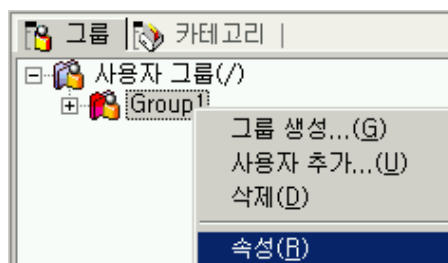 그룹 카테고리
사용자 그룹(/)
Group1
그룹 생성...(G)
사용자 추가...(U)
삭제(D)
속성(R)